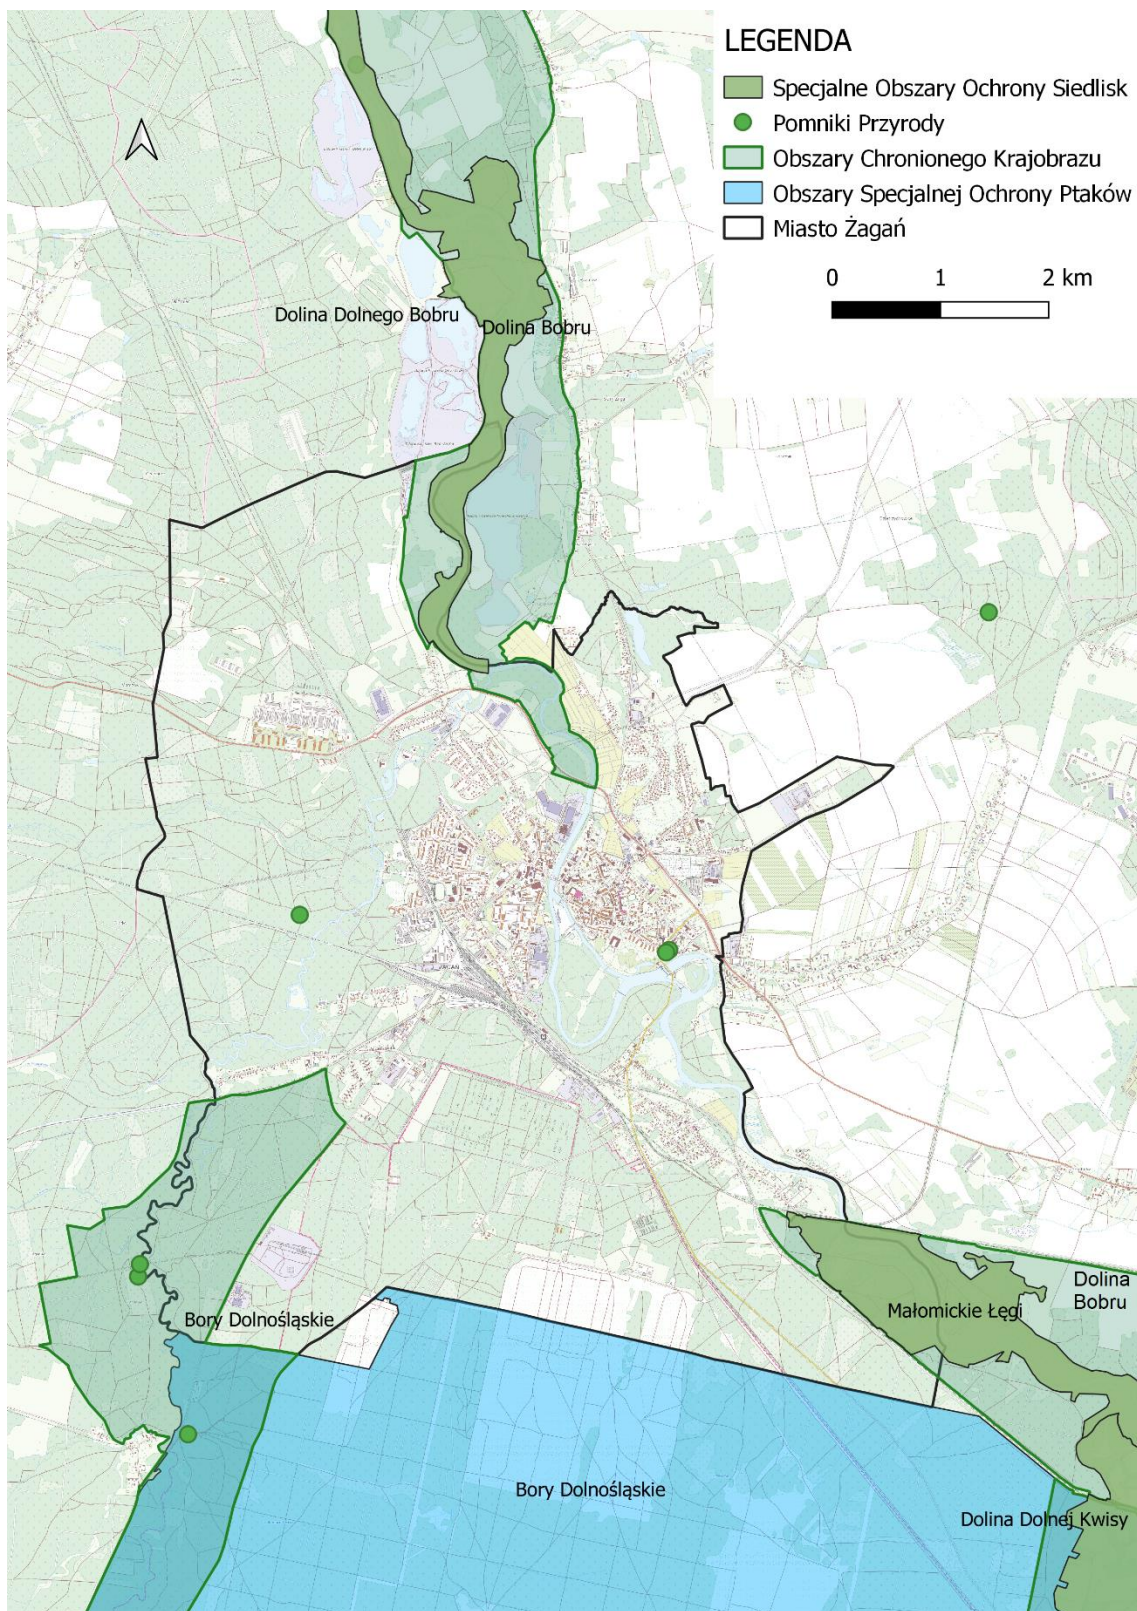 LEGENDA
Specjalne Obszary Ochrony Siedlisk
Pomniki Przyrody
Obszary Chronionego Krajobrazu
Obszary Specjalnej Ochrony Ptaków
Miasto Żagań
0 1 2 km
Dolina Dolnego Bobru
Dolina Bobru
ŻAGAŃ
Dolina
Bobru
Małomickie Łęgi
Bory Dolnośląskie
Bory Dolnośląskie
Dolina Dolnej Kwisy